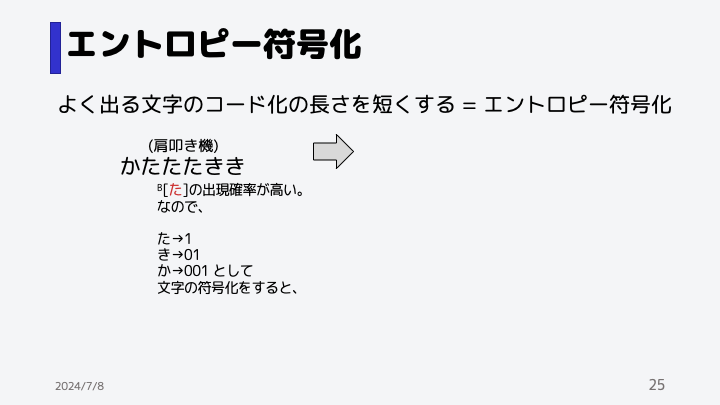 エントロピー符号化
よく出る文字のコード化の長さを短くする = エントロピー符号化
(肩叩き機)
かたたたきき
B[た]の出現確率が高い。
なので、
た→1
き→01
か→001 として
文字の符号化をすると、
2024/7/8
25